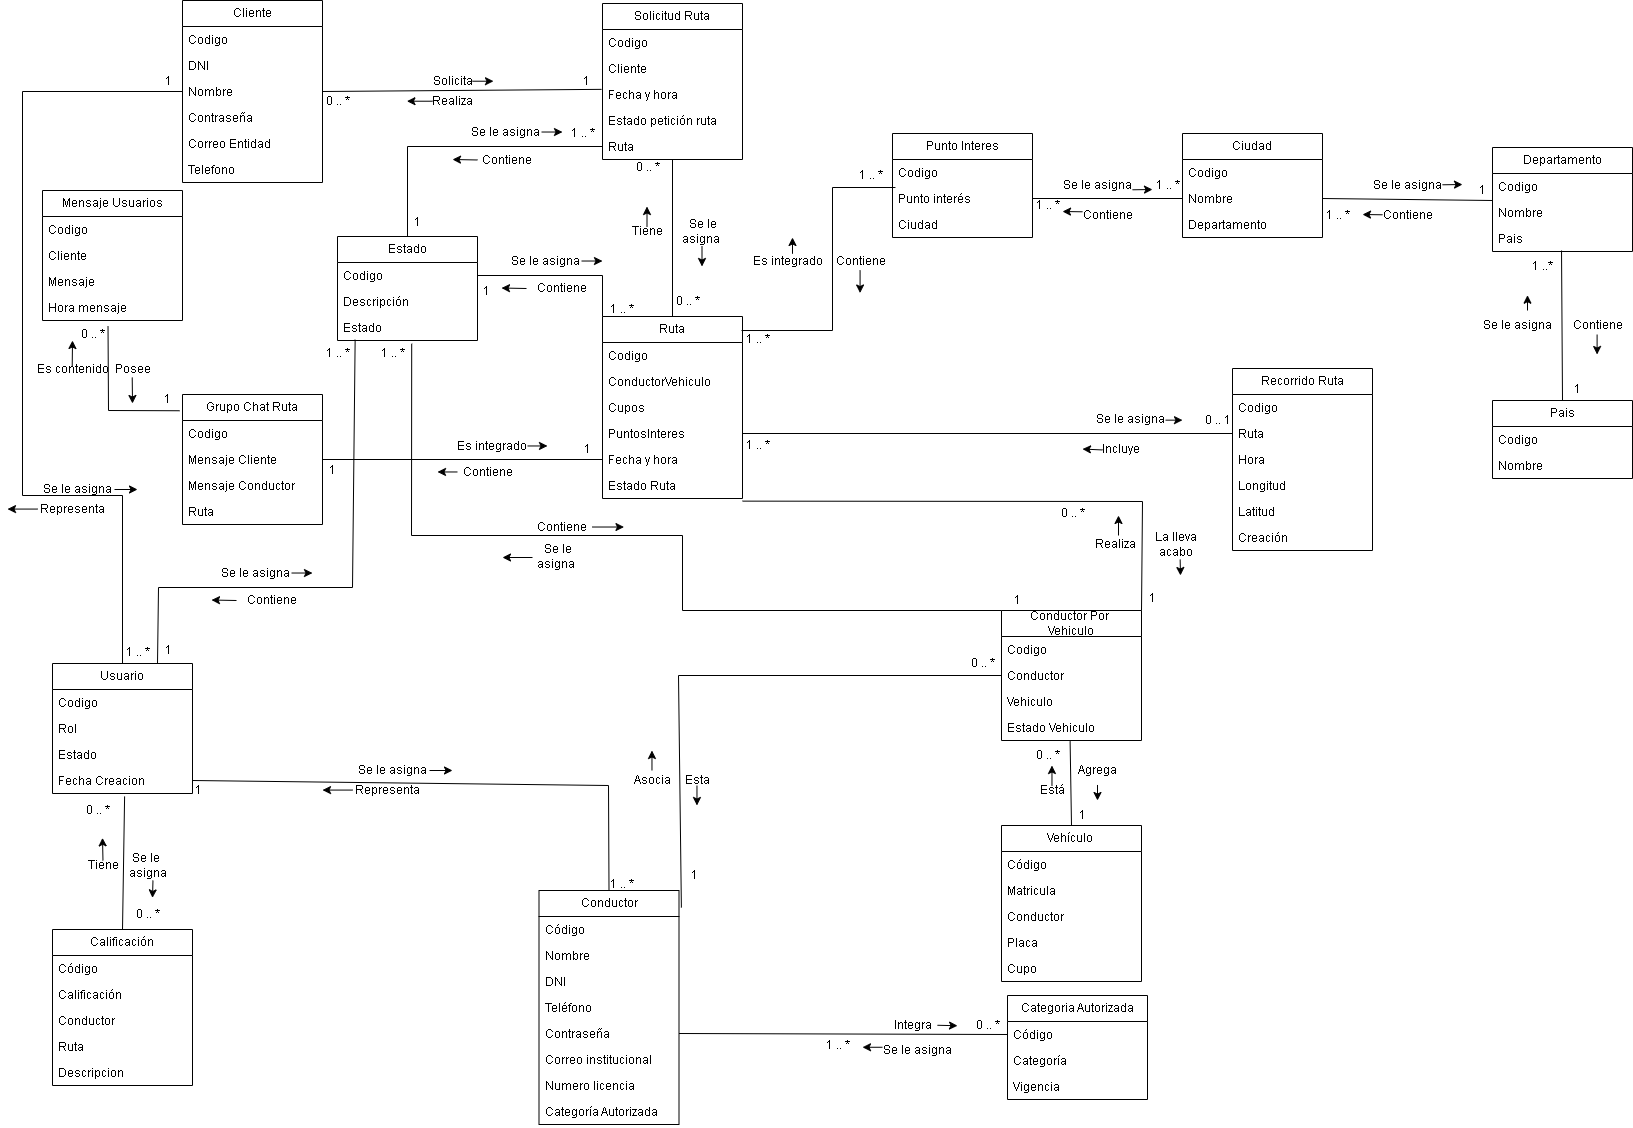 Cliente
Codigo
DNI
Nombre
Contraseña
Correo Entidad
Telefono
Solicitud Ruta
Codigo
Cliente
Fecha y hora
Estado petición ruta
Ruta
1
Solicita
1
0 .. *
Realiza
Se le asigna
1 .. *
Contiene
Punto Interes
Codigo
Punto interés
Ciudad
Ciudad
Codigo
Nombre
Departamento
Departamento
Codigo
Nombre
Pais
0 .. *
1 .. *
Se le asigna
1 .. *
1 .. *
Contiene
Se le asigna
1
1 .. *
Contiene
Mensaje Usuarios
Codigo
Cliente
Mensaje
Hora mensaje
1
Tiene
Se le
asigna
Estado
Codigo
Descripción
Estado
Se le asigna
1
Contiene
Es integrado
Contiene
1 .. *
0 .. *
1 .. *
Se le asigna
Contiene
1
0 .. *
Es contenido
Posee
1
1 .. *
1 .. *
Ruta
Codigo
ConductorVehiculo
Cupos
PuntosInteres
Fecha y hora
Estado Ruta
1 .. *
Recorrido Ruta
Codigo
Ruta
Hora
Longitud
Latitud
Creación
Pais
Codigo
Nombre
Grupo Chat Ruta
Codigo
Mensaje Cliente
Mensaje Conductor
Ruta
Es integrado
1
1
Contiene
Se le asigna
0 .. 1
1 .. *
Incluye
Se le asigna
Representa
Contiene
Se le
asigna
0 .. *
Realiza
La lleva
acabo
Se le asigna
Contiene
1
1
Conductor Por
Vehiculo
Codigo
Conductor
Vehiculo
Estado Vehiculo
1 .. *
1
0 .. *
Usuario
Codigo
Rol
Estado
Fecha Creacion
Se le asigna
1
Representa
Asocia
Esta
0 .. *
Agrega
Está
1
0 .. *
Tiene
Se le
asigna
0 .. *
1 .. *
1
Vehículo
Código
Matricula
Conductor
Placa
Cupo
Calificación
Código
Calificación
Conductor
Ruta
Descripcion
Conductor
Código
Nombre
DNI
Teléfono
Contraseña
Correo institucional
Numero licencia
Categoría Autorizada
Integra
0 .. *
1 .. *
Se le asigna
Categoria Autorizada
Código
Categoría
Vigencia